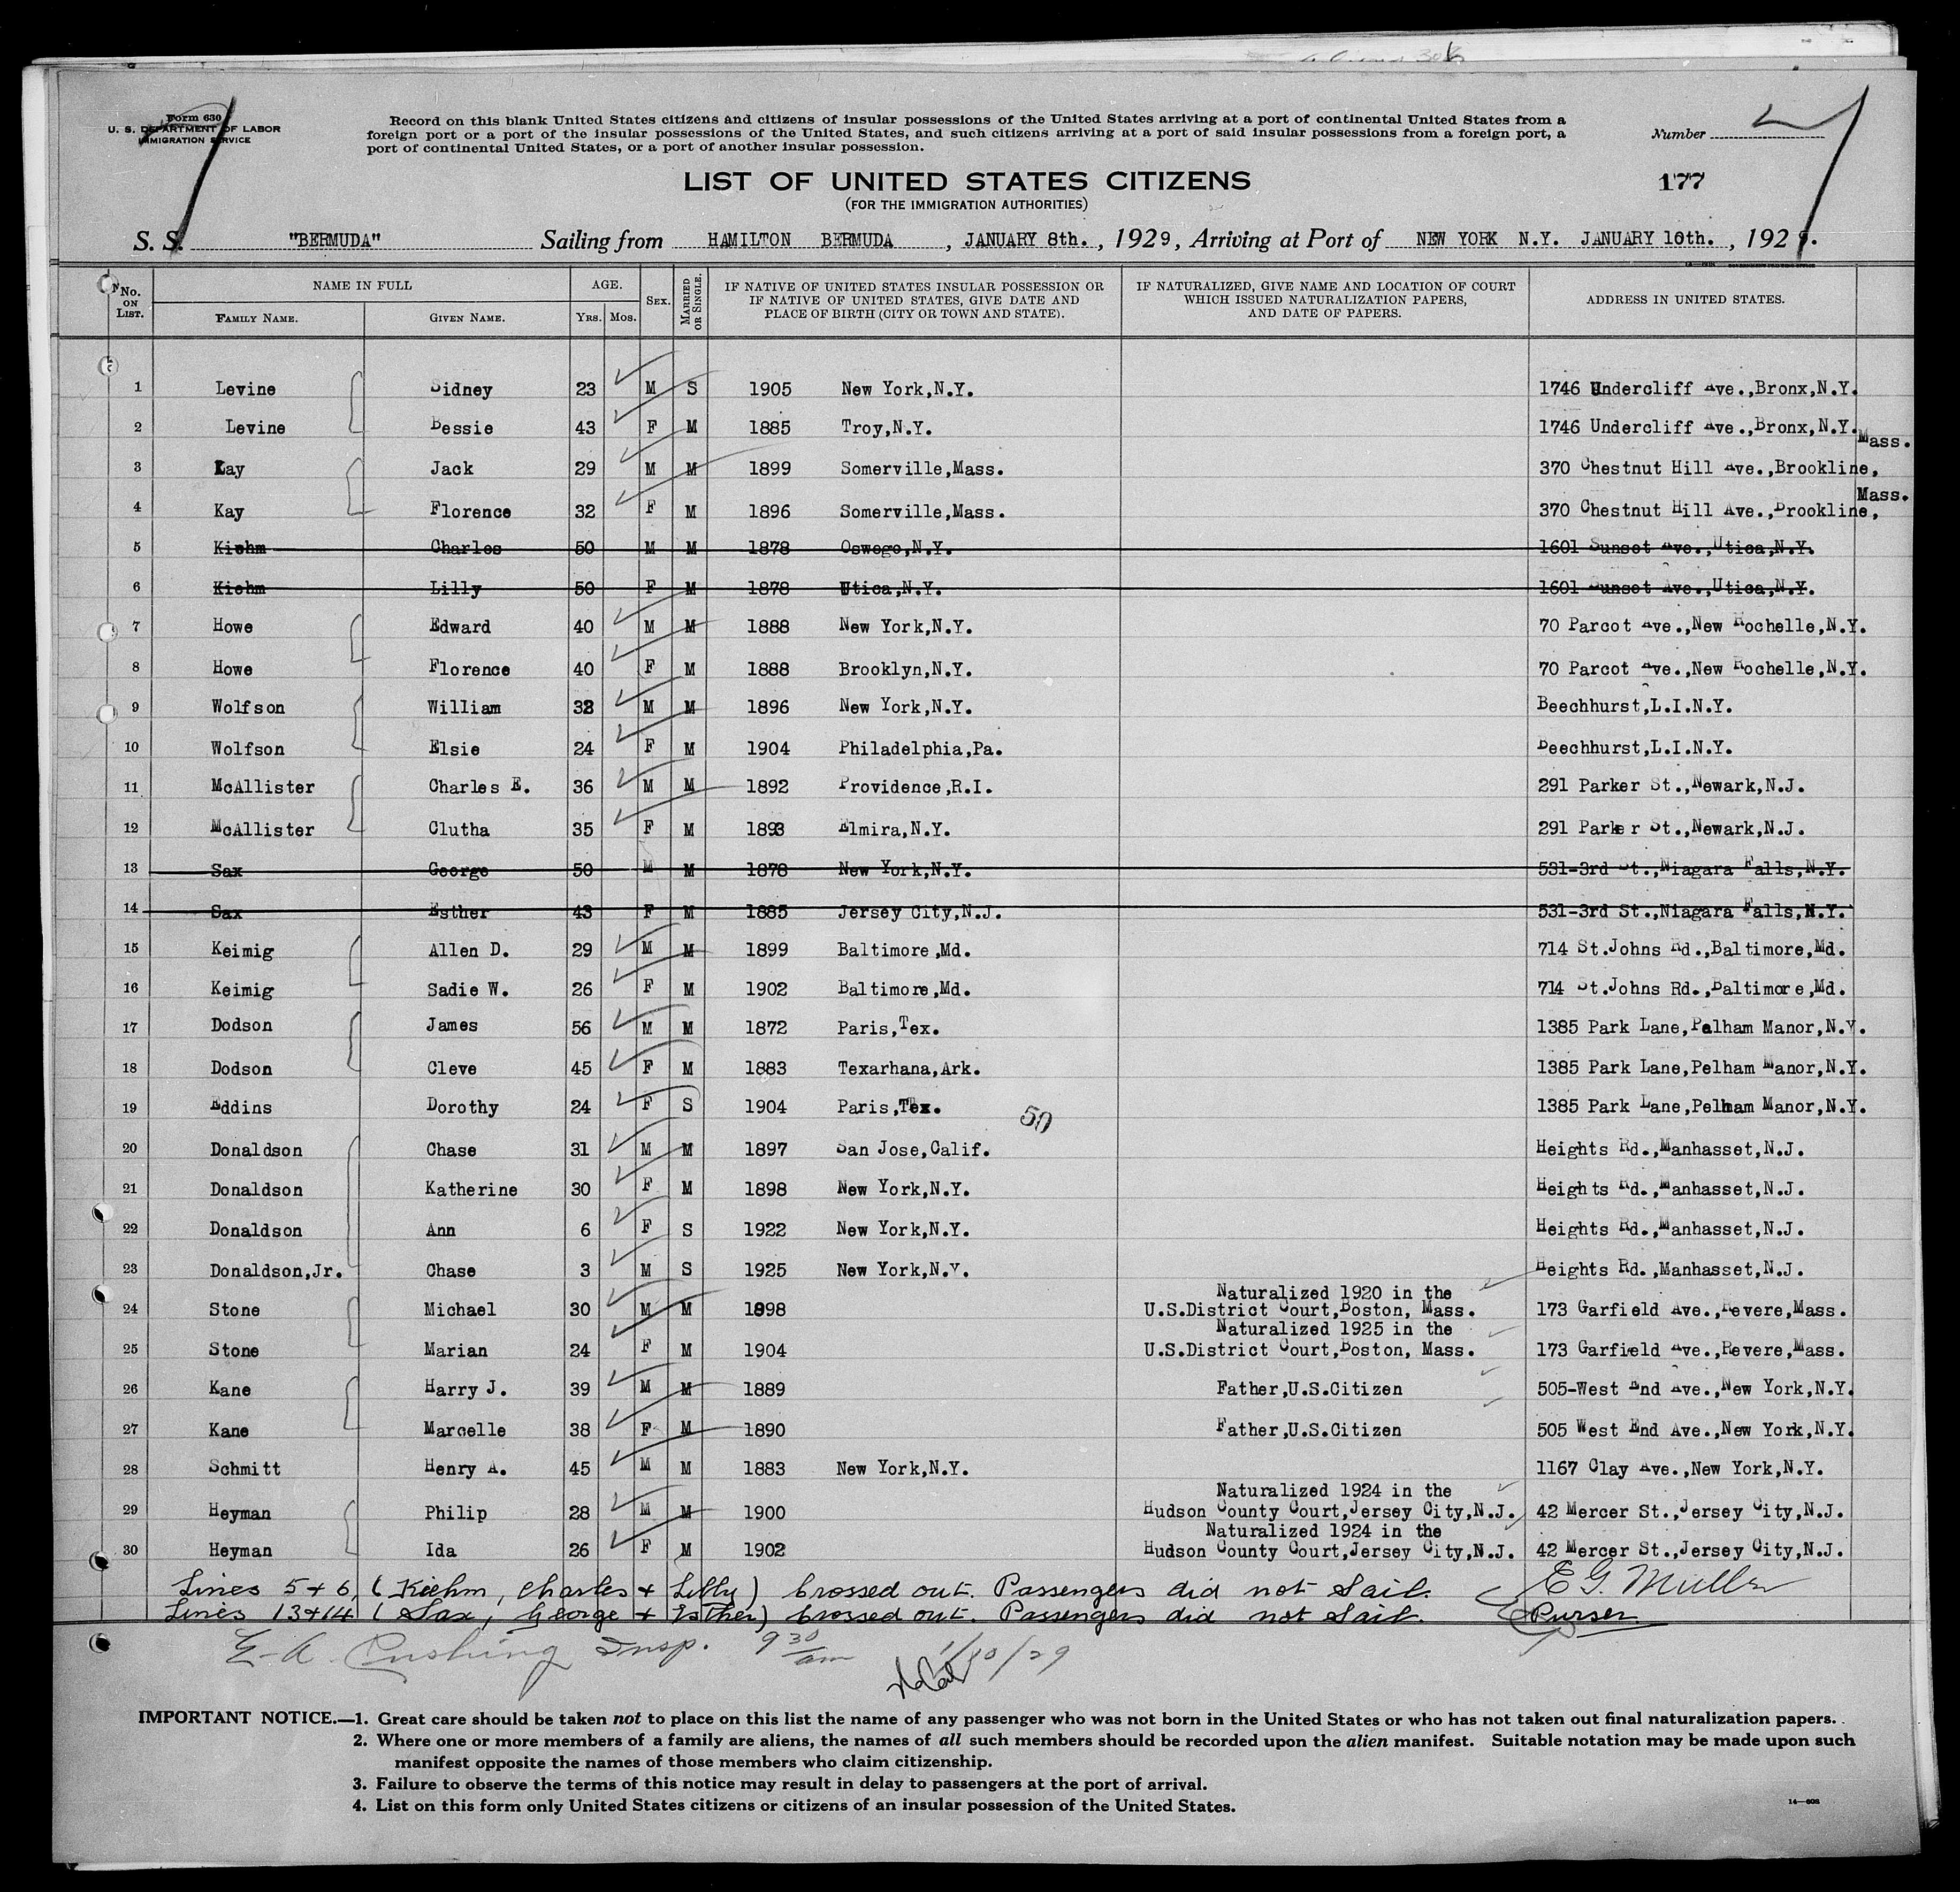 Form 630
U. S. DEPARTMENT OF LABOR
IMMIGRATION SERVICE
Record on this blank United States citizens and citizens of insular possessions of the United States arriving at a port of continental United States from a
foreign port or a port of the insular possessions of the United States, and such citizens arriving at a port of said insular possessions from a foreign port, a
port of continental United States, or a port of another insular possession.
Number
177
LIST OF UNITED STATES CITIZENS
(FOR THE IMMIGRATION AUTHORITIES)
S. S. "BERMUDA" Sailing from HAMILTON BERMUDA, JANUARY 8th., 1929, Arriving at Port of NEW YORK N.Y. JANUARY 10th., 1929.
No. ON LIST. NAME IN FULL AGE. SEX. MARRIED OR SINGLE. IF NATIVE OF UNITED STATES INSULAR POSSESSION OR IF NATIVE OF UNITED STATES, GIVE DATE AND PLACE OF BIRTH (CITY OR TOWN AND STATE). IF NATURALIZED, GIVE NAME AND LOCATION OF COURT WHICH ISSUED NATURALIZATION PAPERS, AND DATE OF PAPERS. ADDRESS IN UNITED STATES.
FAMILY NAME. GIVEN NAME. YRS. MOS.
1 Levine Sidney 23 M S 1905 New York,N.Y. 1746 Undercliff Ave.,Bronx,N.Y.
2 Levine Bessie 43 F M 1885 Troy,N.Y. 1746 Undercliff Ave.,Bronx,N.Y.
3 Kay Jack 29 M M 1899 Somerville,Mass. 370 Chestnut Hill Ave.,Brookline, Mass.
4 Kay Florence 32 F M 1896 Somerville,Mass. 370 Chestnut Hill Ave.,Brookline, Mass.
5 Kiehm Charles 50 M M 1878 Oswego,N.Y. 1601 Sunset Ave.,Utica,N.Y.
6 Kiehm Lilly 50 F M 1878 Utica,N.Y. 1601 Sunset Ave.,Utica,N.Y.
7 Howe Edward 40 M M 1888 New York,N.Y. 70 Parcot Ave.,New Rochelle,N.Y.
8 Howe Florence 40 F M 1888 Brooklyn,N.Y. 70 Parcot Ave.,New Rochelle,N.Y.
9 Wolfson William 32 M M 1896 New York,N.Y. Beechhurst,L.I.N.Y.
10 Wolfson Elsie 24 F M 1904 Philadelphia,Pa. Beechhurst,L.I.N.Y.
11 McAllister Charles E. 36 M M 1892 Providence,R.I. 291 Parker St.,Newark,N.J.
12 McAllister Clutha 35 F M 1893 Elmira,N.Y. 291 Parker St.,Newark,N.J.
13 Sax George 50 M M 1878 New York,N.Y. 531-3rd St.,Niagara Falls,N.Y.
14 Sax Esther 43 F M 1885 Jersey City,N.J. 531-3rd St.,Niagara Falls,N.Y.
15 Keimig Allen D. 29 M M 1899 Baltimore,Md. 714 St.Johns Rd.,Baltimore,Md.
16 Keimig Sadie W. 26 F M 1902 Baltimore,Md. 714 St.Johns Rd.,Baltimore,Md.
17 Dodson James 56 M M 1872 Paris,Tex. 1385 Park Lane,Pelham Manor,N.Y.
18 Dodson Cleve 45 F M 1883 Texarhana,Ark. 1385 Park Lane,Pelham Manor,N.Y.
19 Eddins Dorothy 24 F S 1904 Paris,Tex. 1385 Park Lane,Pelham Manor,N.Y.
50
20 Donaldson Chase 31 M M 1897 San Jose,Calif. Heights Rd.,Manhasset,N.J.
21 Donaldson Katherine 30 F M 1898 New York,N.Y. Heights Rd.,Manhasset,N.J.
22 Donaldson Ann 6 F S 1922 New York,N.Y. Heights Rd.,Manhasset,N.J.
23 Donaldson,Jr. Chase 3 M S 1925 New York,N.Y. Heights Rd.,Manhasset,N.J.
24 Stone Michael 30 M M 1898 Naturalized 1920 in the U.S.District Court,Boston, Mass. 173 Garfield Ave.,Revere,Mass.
25 Stone Marian 24 F M 1904 Naturalized 1925 in the U.S.District Court,Boston, Mass. 173 Garfield Ave.,Revere,Mass.
26 Kane Harry J. 39 M M 1889 Father,U.S.Citizen 505-West End Ave.,New York,N.Y.
27 Kane Marcelle 38 F M 1890 Father,U.S.Citizen 505 West End Ave.,New York,N.Y.
28 Schmitt Henry A. 45 M M 1883 New York,N.Y. 1167 Clay Ave.,New York,N.Y.
29 Heyman Philip 28 M M 1900 Naturalized 1924 in the Hudson County Court,Jersey City,N.J. 42 Mercer St.,Jersey City,N.J.
30 Heyman Ida 26 F M 1902 Naturalized 1924 in the Hudson County Court,Jersey City,N.J. 42 Mercer St.,Jersey City,N.J.
Lines 5 + 6, ( Kiehm, Charles + Lilly) Crossed out. Passengers did not Sail. E G. Muller
Lines 13+14 ( Sax, George + Esther) Crossed out. Passengers did not Sail. Purser
E-A. Cushing Insp. 9 30 am 1/10/29
IMPORTANT NOTICE.—1. Great care should be taken not to place on this list the name of any passenger who was not born in the United States or who has not taken out final naturalization papers.
2. Where one or more members of a family are aliens, the names of all such members should be recorded upon the alien manifest. Suitable notation may be made upon such
manifest opposite the names of those members who claim citizenship.
3. Failure to observe the terms of this notice may result in delay to passengers at the port of arrival.
4. List on this form only United States citizens or citizens of an insular possession of the United States.
14—608